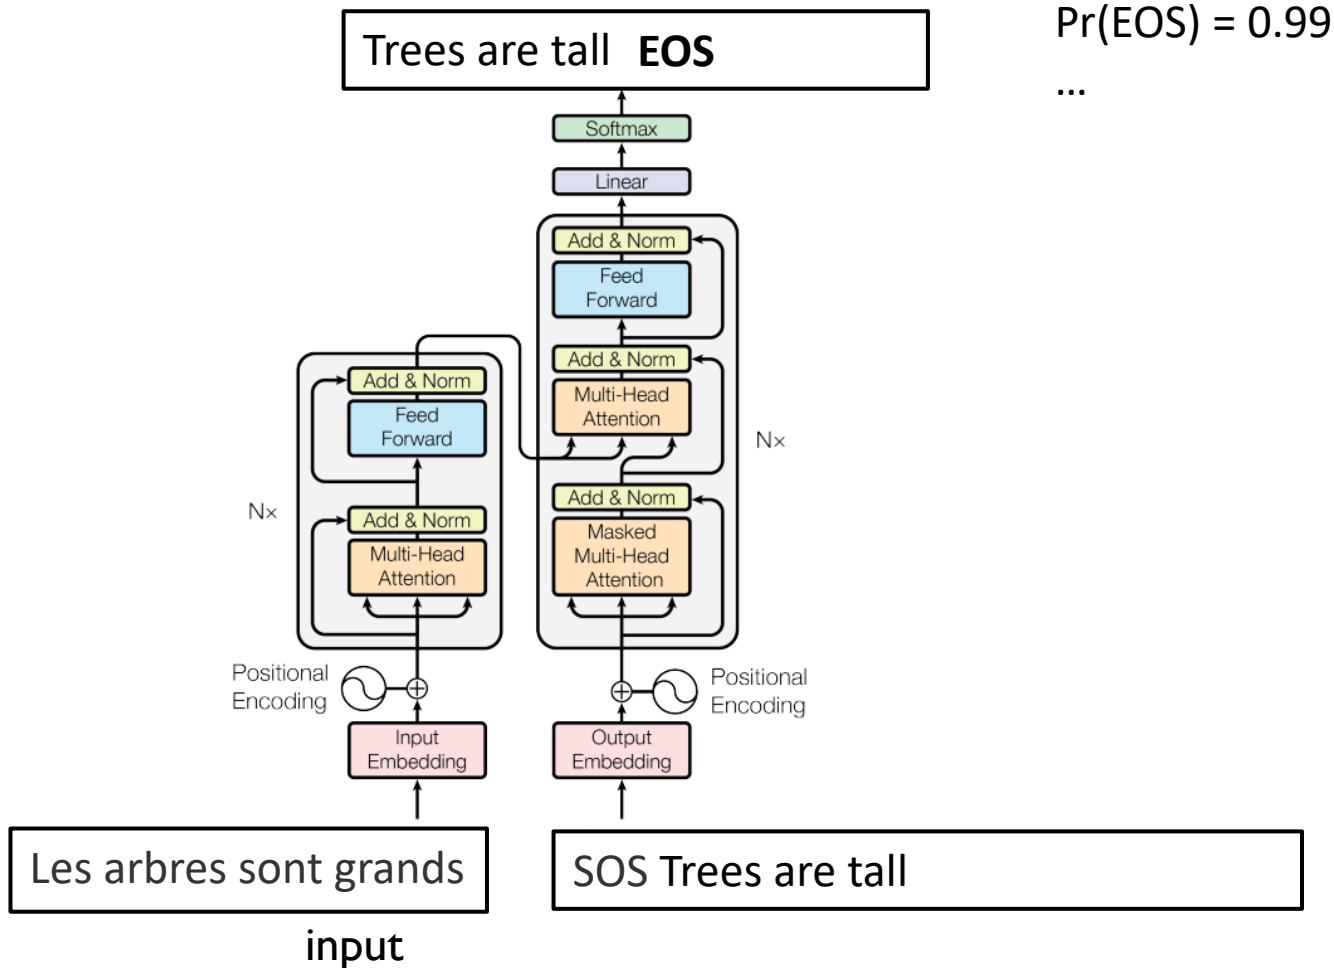 Pr(EOS) = 0.99
...
Trees are tall EOS
Softmax
Linear
Add & Norm
Feed
Forward
Add & Norm
Multi-Head
Attention
Nx
Add & Norm
Masked
Multi-Head
Attention
Add & Norm
Feed
Forward
Nx
Add & Norm
Multi-Head
Attention
Positional
Encoding
Positional
Encoding
Input
Embedding
Output
Embedding
Les arbres sont grands
SOS Trees are tall
input